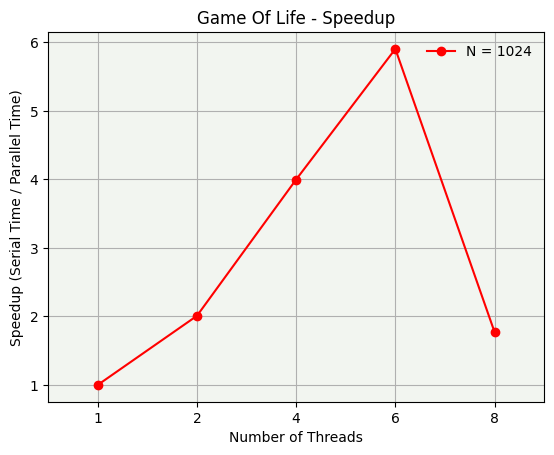 Game Of Life - Speedup
N = 1024
6
5
4
3
2
1
Speedup (Serial Time / Parallel Time)
1 2 4 6 8
Number of Threads